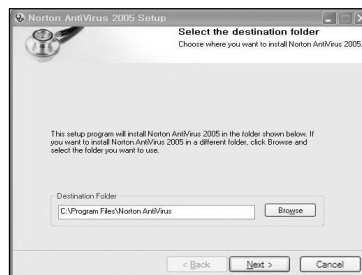 Norton AntiVirus 2005 Setup
Select the destination folder
Choose where you want to install Norton AntiVirus 2005.
This setup program will install Norton AntiVirus 2005 in the folder shown below. If
you want to install Norton AntiVirus 2005 in a different folder, click Browse and
select the folder you want to use.
Destination Folder
C:\Program Files\Norton AntiVirus
Browse
< Back
Next >
Cancel